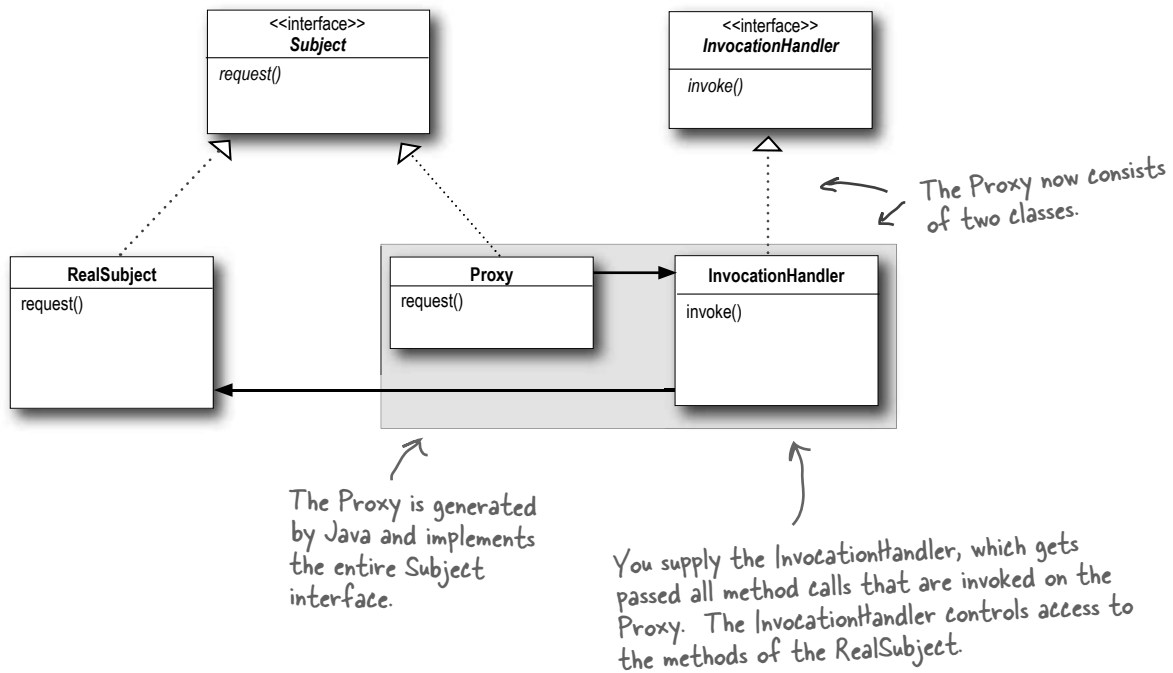 <<interface>>
Subject
request()
<<interface>>
InvocationHandler
invoke()
The Proxy now consists
of two classes.
RealSubject
request()
Proxy
request()
InvocationHandler
invoke()
The Proxy is generated
by Java and implements
the entire Subject
interface.
You supply the InvocationHandler, which gets
passed all method calls that are invoked on the
Proxy. The InvocationHandler controls access to
the methods of the RealSubject.